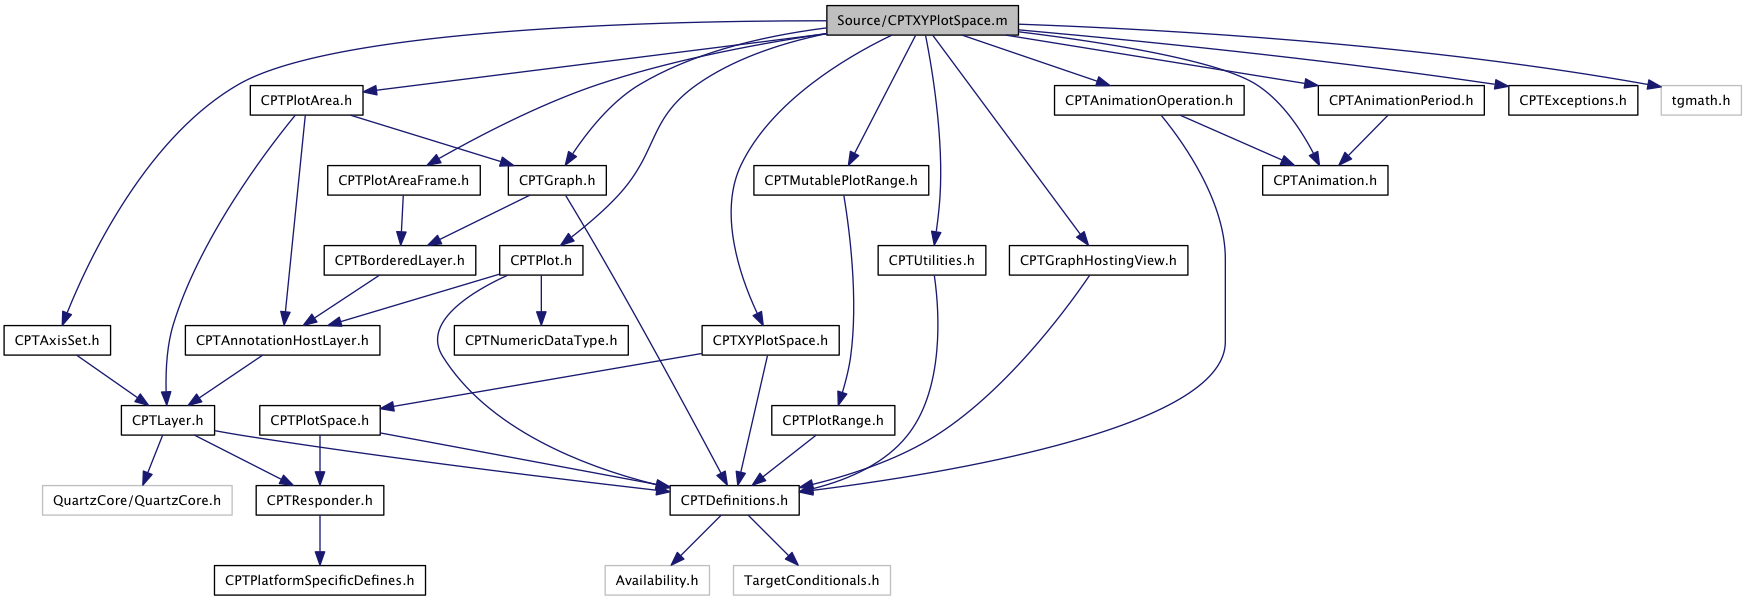 Source/CPTXYPlotSpace.m
CPTPlotArea.h
CPTAnimationOperation.h
CPTAnimationPeriod.h
CPTExceptions.h
tgmath.h
CPTPlotAreaFrame.h
CPTGraph.h
CPTMutablePlotRange.h
CPTAnimation.h
CPTBorderedLayer.h
CPTPlot.h
CPTUtilities.h
CPTGraphHostingView.h
CPTAxisSet.h
CPTAnnotationHostLayer.h
CPTNumericDataType.h
CPTXYPlotSpace.h
CPTLayer.h
CPTPlotSpace.h
CPTPlotRange.h
QuartzCore/QuartzCore.h
CPTResponder.h
CPTDefinitions.h
CPTPlatformSpecificDefines.h
Availability.h
TargetConditionals.h